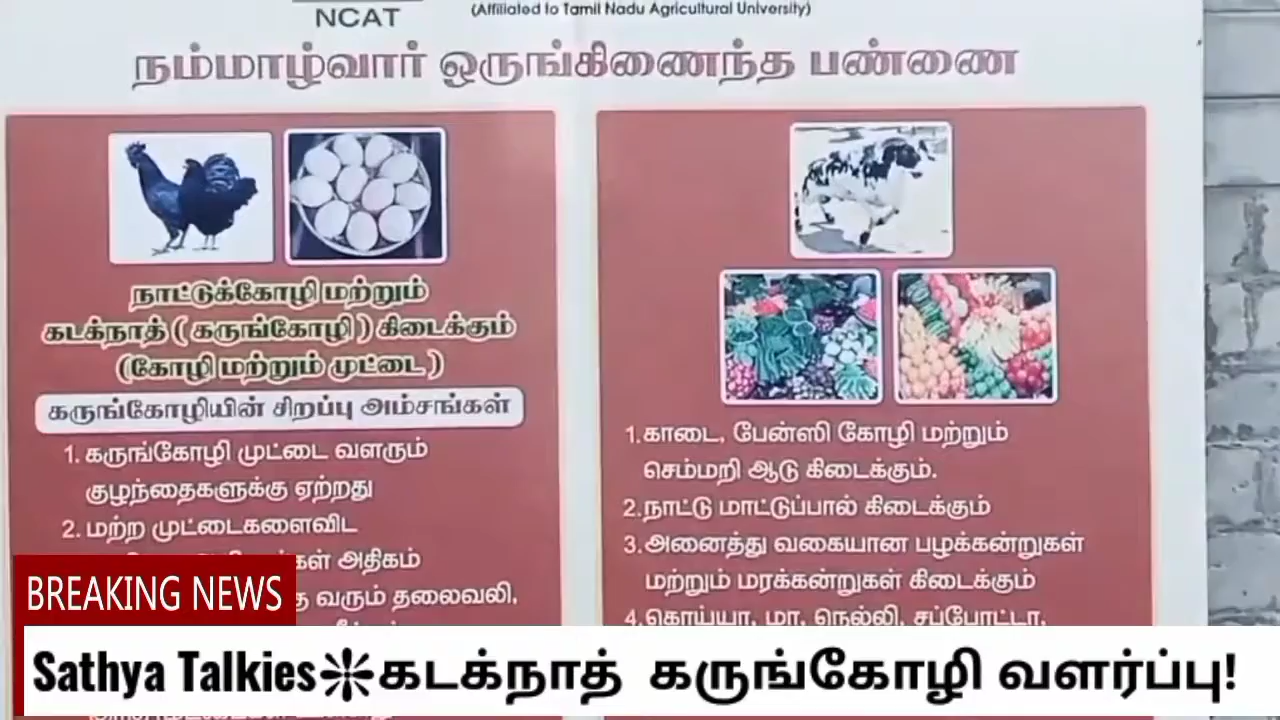 NCAT
(Affiliated to Tamil Nadu Agricultural University)
நம்மாழ்வார் ஒருங்கிணைந்த பண்ணை
நாட்டுக்கோழி மற்றும்
கடக்நாத் ( கருங்கோழி ) கிடைக்கும்
(கோழி மற்றும் முட்டை )
கருங்கோழியின் சிறப்பு அம்சங்கள்
1. கருங்கோழி முட்டை வளரும்
குழந்தைகளுக்கு ஏற்றது
2. மற்ற முட்டைகளைவிட
அதிகம்
வரும் தலைவலி,
1. காடை, பேன்ஸி கோழி மற்றும்
செம்மறி ஆடு கிடைக்கும்.
2. நாட்டு மாட்டுப்பால் கிடைக்கும்
3. அனைத்து வகையான பழக்கன்றுகள்
மற்றும் மரக்கன்றுகள் கிடைக்கும்
4. கொய்யா, மா, நெல்லி, சப்போட்டா,
BREAKING NEWS
Sathya Talkies❇கடக்நாத் கருங்கோழி வளர்ப்பு!